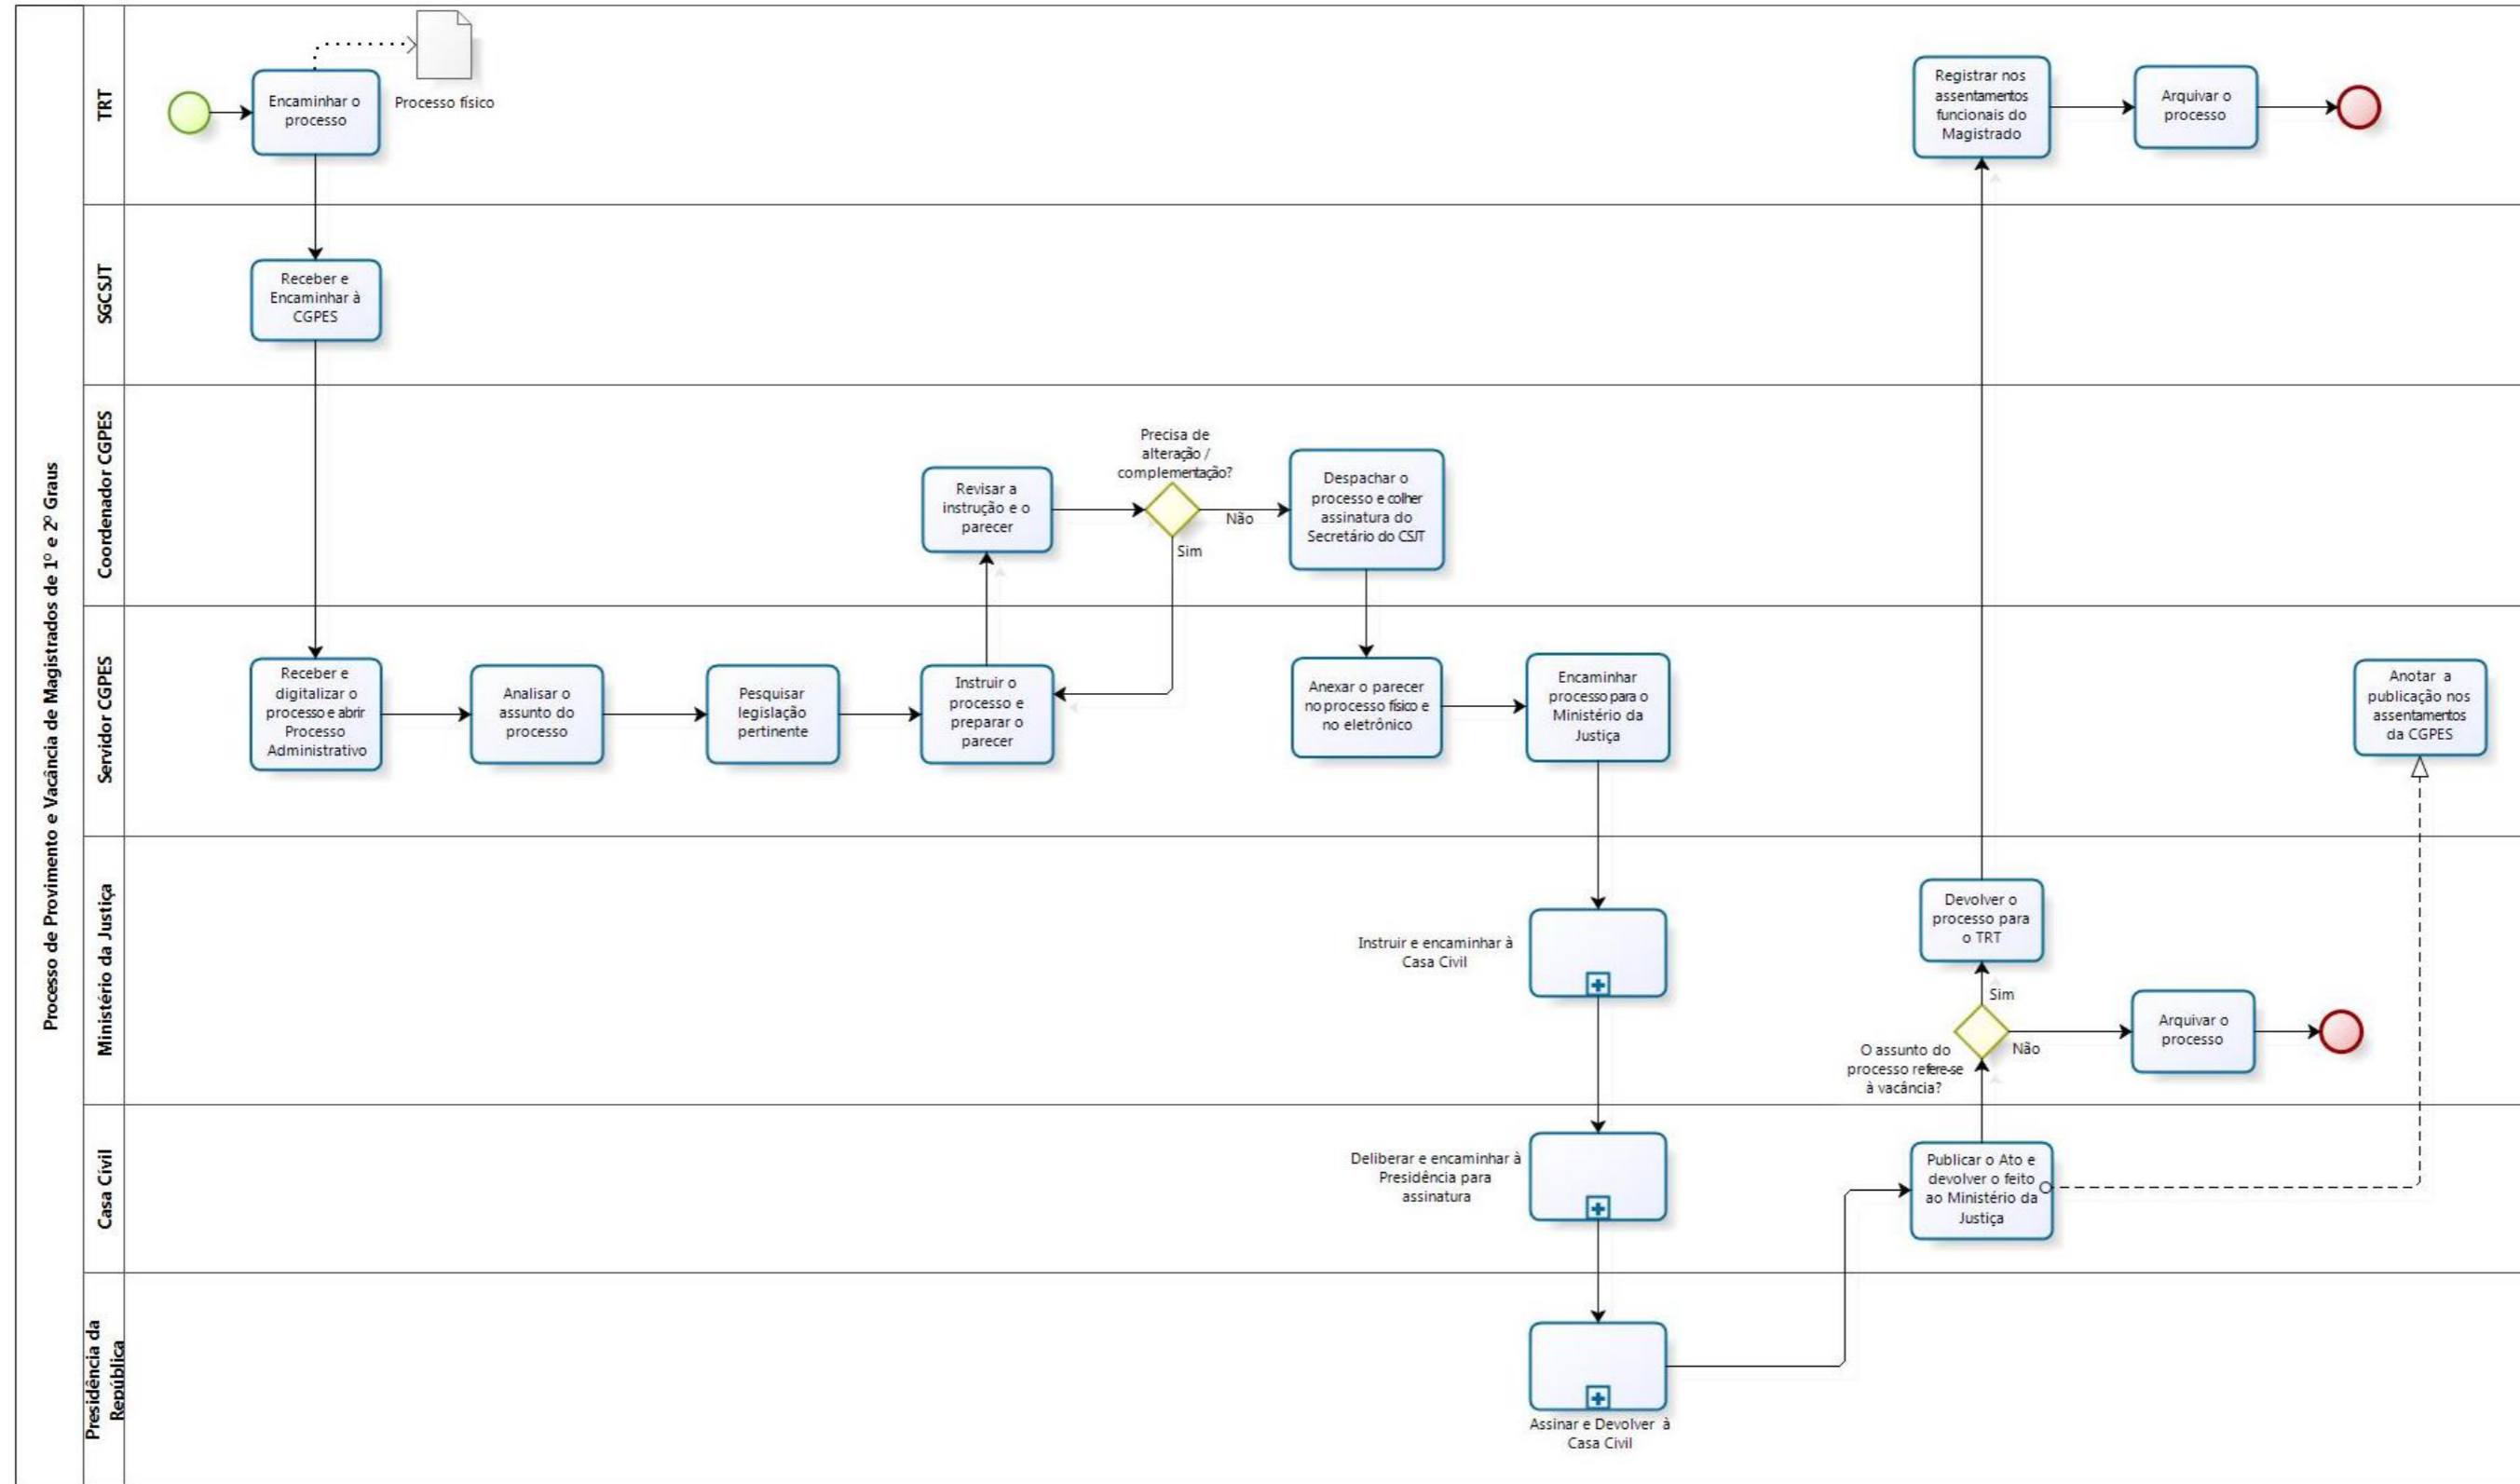 Processo de Provimento e Vacância de Magistrados de 1º e 2º Graus
TRT
Encaminhar o
processo
Processo físico
Registrar nos
assentamentos
funcionais do
Magistrado
Arquivar o
processo
SGCSJT
Receber e
Encaminhar à
CGPES
Coordenador CGPES
Revisar a
instrução e o
parecer
Precisa de
alteração /
complementação?
Não
Sim
Despachar o
processo e colher
assinatura do
Secretário do CSJT
Servidor CGPES
Receber e
digitalizar o
processo e abrir
Processo
Administrativo
Analisar o
assunto do
processo
Pesquisar
legislação
pertinente
Instruir o
processo e
preparar o
parecer
Anexar o parecer
no processo físico e
no eletrônico
Encaminhar
processo para o
Ministério da
Justiça
Anotar a
publicação nos
assentamentos
da CGPES
Ministério da Justiça
Instruir e encaminhar à
Casa Civil
Devolver o
processo para
o TRT
Sim
O assunto do
processo refere-se
à vacância?
Não
Arquivar o
processo
Casa Cívil
Deliberar e encaminhar à
Presidência para
assinatura
Publicar o Ato e
devolver o feito
ao Ministério da
Justiça
Presidência da
República
Assinar e Devolver à
Casa Civil